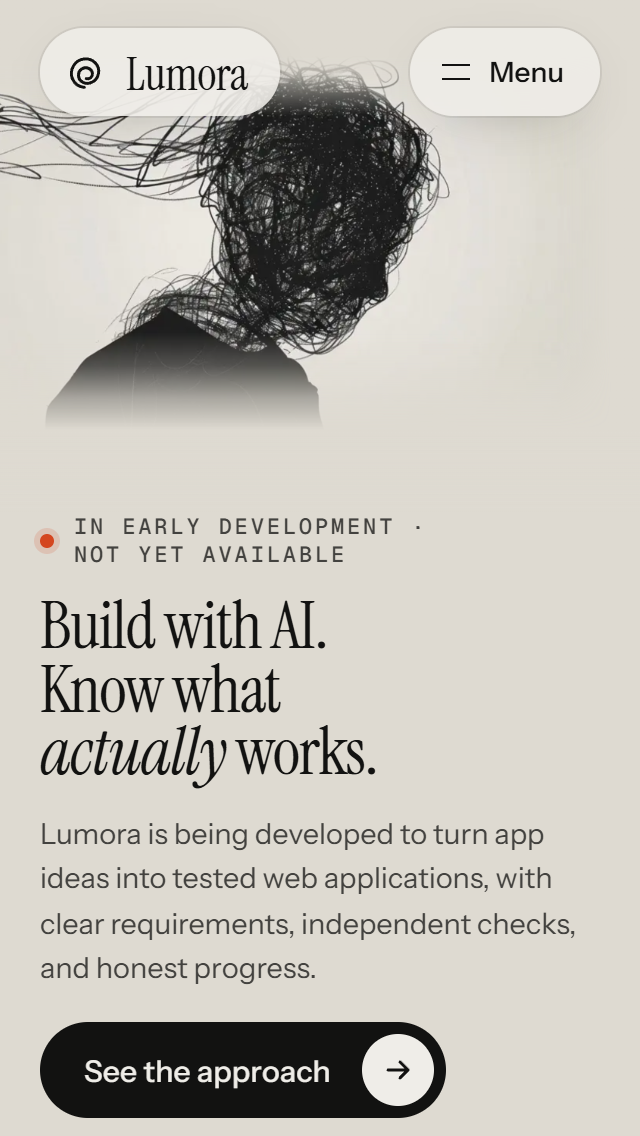 Lumora
Menu
IN EARLY DEVELOPMENT ·
NOT YET AVAILABLE
Build with AI.
Know what
actually works.
Lumora is being developed to turn app
ideas into tested web applications, with
clear requirements, independent checks,
and honest progress.
See the approach